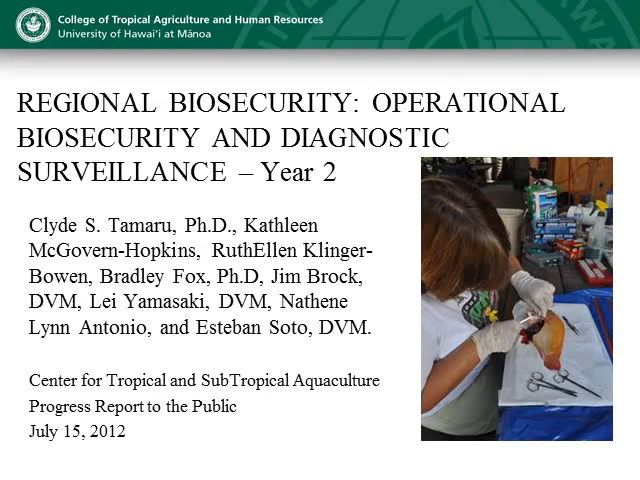 College of Tropical Agriculture and Human Resources
University of Hawai‘i at Mānoa
REGIONAL BIOSECURITY: OPERATIONAL
BIOSECURITY AND DIAGNOSTIC
SURVEILLANCE – Year 2
Clyde S. Tamaru, Ph.D., Kathleen
McGovern-Hopkins, RuthEllen Klinger-
Bowen, Bradley Fox, Ph.D, Jim Brock,
DVM, Lei Yamasaki, DVM, Nathene
Lynn Antonio, and Esteban Soto, DVM.
Center for Tropical and SubTropical Aquaculture
Progress Report to the Public
July 15, 2012